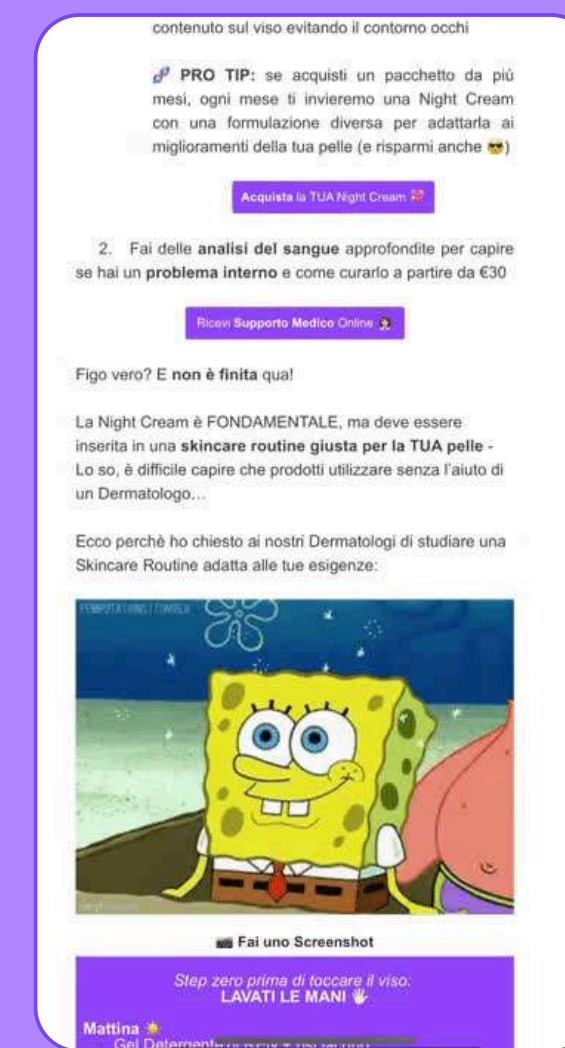 contenuto sul viso evitando il contorno occhi
🧬 PRO TIP: se acquisti un pacchetto da più
mesi, ogni mese ti invieremo una Night Cream
con una formulazione diversa per adattarla ai
miglioramenti della tua pelle (e risparmi anche 😎)
Acquista la TUA Night Cream 💖
2. Fai delle analisi del sangue approfondite per capire
se hai un problema interno e come curarlo a partire da €30
Ricevi Supporto Medico Online 👩‍⚕️
Figo vero? E non è finita qua!
La Night Cream è FONDAMENTALE, ma deve essere
inserita in una skincare routine giusta per la TUA pelle -
Lo so, è difficile capire che prodotti utilizzare senza l'aiuto di
un Dermatologo…
Ecco perchè ho chiesto ai nostri Dermatologi di studiare una
Skincare Routine adatta alle tue esigenze:
📸 Fai uno Screenshot
Step zero prima di toccare il viso:
LAVATI LE MANI 🖐
Mattina ☀️
Gel Detergente